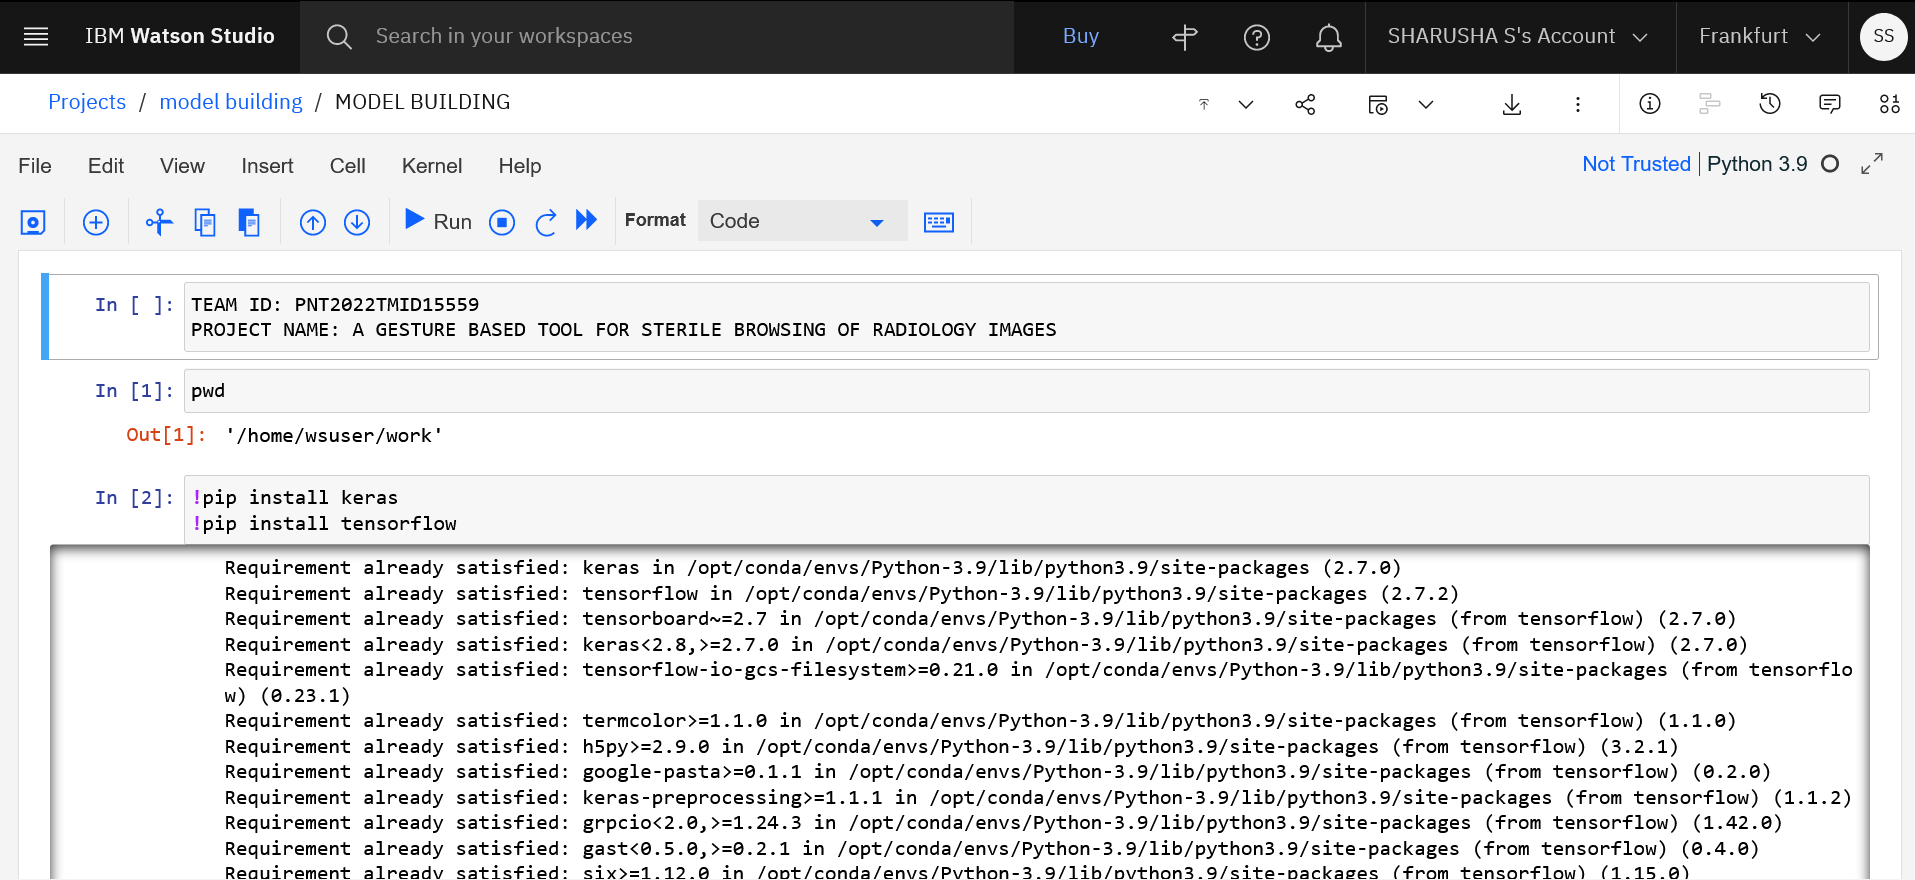 IBM Watson Studio
Search in your workspaces
Buy
SHARUSHA S's Account
Frankfurt
SS
Projects / model building / MODEL BUILDING
File Edit View Insert Cell Kernel Help
Not Trusted | Python 3.9
Run
Format
Code
In [ ]:
TEAM ID: PNT2022TMID15559
PROJECT NAME: A GESTURE BASED TOOL FOR STERILE BROWSING OF RADIOLOGY IMAGES
In [1]: pwd
Out[1]: '/home/wsuser/work'
In [2]: !pip install keras
!pip install tensorflow
Requirement already satisfied: keras in /opt/conda/envs/Python-3.9/lib/python3.9/site-packages (2.7.0)
Requirement already satisfied: tensorflow in /opt/conda/envs/Python-3.9/lib/python3.9/site-packages (2.7.2)
Requirement already satisfied: tensorboard~=2.7 in /opt/conda/envs/Python-3.9/lib/python3.9/site-packages (from tensorflow) (2.7.0)
Requirement already satisfied: keras<2.8,>=2.7.0 in /opt/conda/envs/Python-3.9/lib/python3.9/site-packages (from tensorflow) (2.7.0)
Requirement already satisfied: tensorflow-io-gcs-filesystem>=0.21.0 in /opt/conda/envs/Python-3.9/lib/python3.9/site-packages (from tensorflo
w) (0.23.1)
Requirement already satisfied: termcolor>=1.1.0 in /opt/conda/envs/Python-3.9/lib/python3.9/site-packages (from tensorflow) (1.1.0)
Requirement already satisfied: h5py>=2.9.0 in /opt/conda/envs/Python-3.9/lib/python3.9/site-packages (from tensorflow) (3.2.1)
Requirement already satisfied: google-pasta>=0.1.1 in /opt/conda/envs/Python-3.9/lib/python3.9/site-packages (from tensorflow) (0.2.0)
Requirement already satisfied: keras-preprocessing>=1.1.1 in /opt/conda/envs/Python-3.9/lib/python3.9/site-packages (from tensorflow) (1.1.2)
Requirement already satisfied: grpcio<2.0,>=1.24.3 in /opt/conda/envs/Python-3.9/lib/python3.9/site-packages (from tensorflow) (1.42.0)
Requirement already satisfied: gast<0.5.0,>=0.2.1 in /opt/conda/envs/Python-3.9/lib/python3.9/site-packages (from tensorflow) (0.4.0)
Requirement already satisfied: six>=1.12.0 in /opt/conda/envs/Python-3.9/lib/python3.9/site-packages (from tensorflow) (1.15.0)